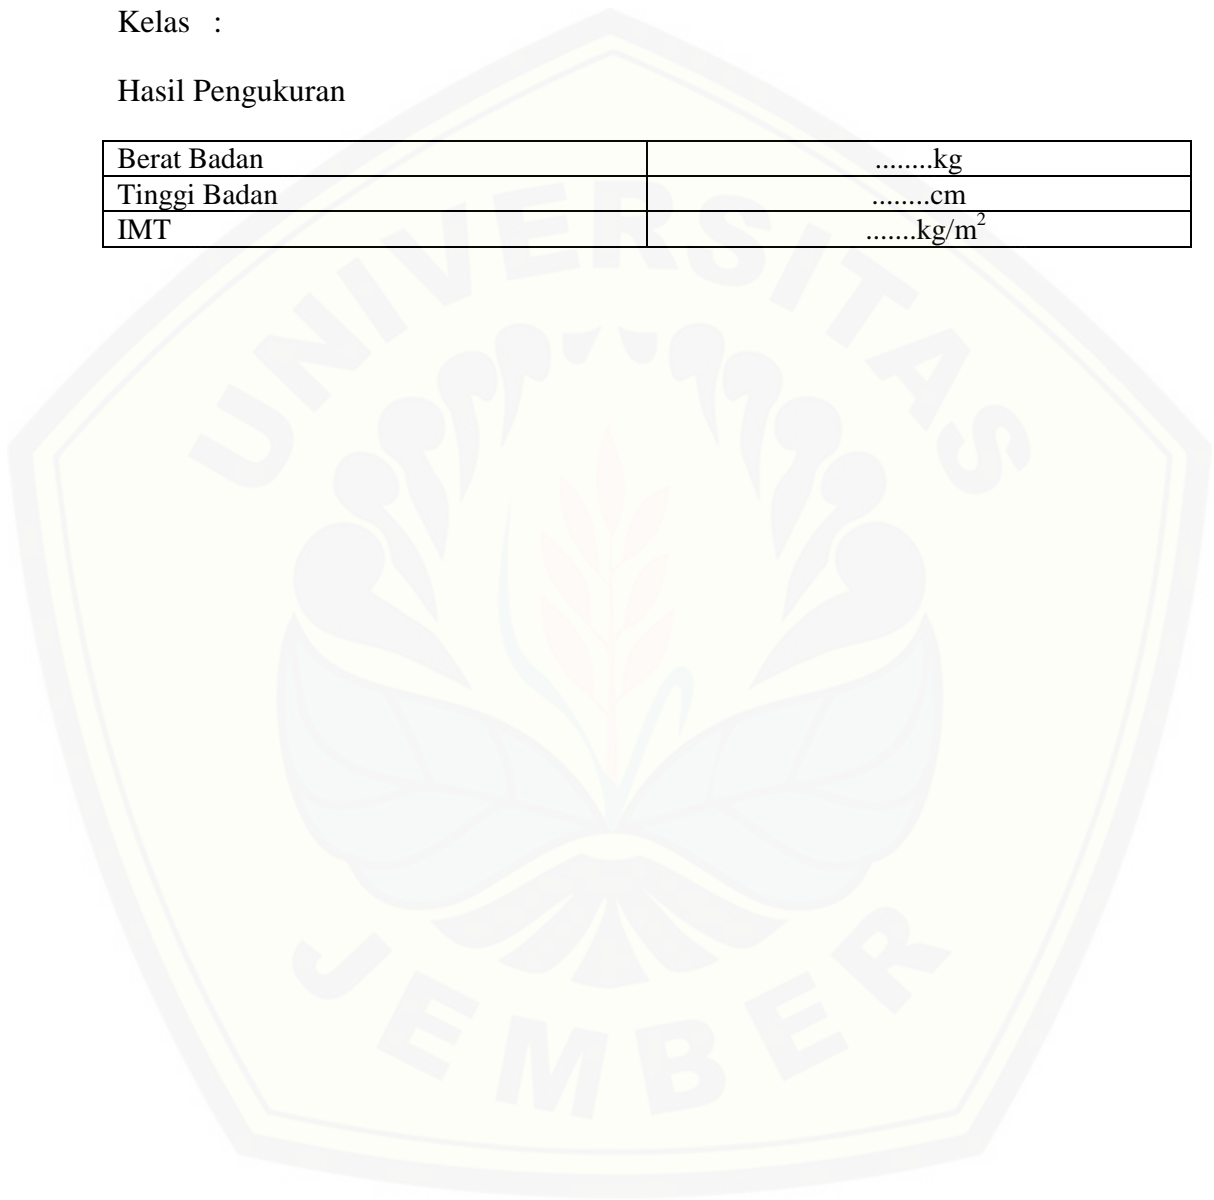 Kelas :
Hasil Pengukuran
Berat Badan ........kg
Tinggi Badan ........cm
IMT .......kg/m²
UNIVERSITAS
JEMBER